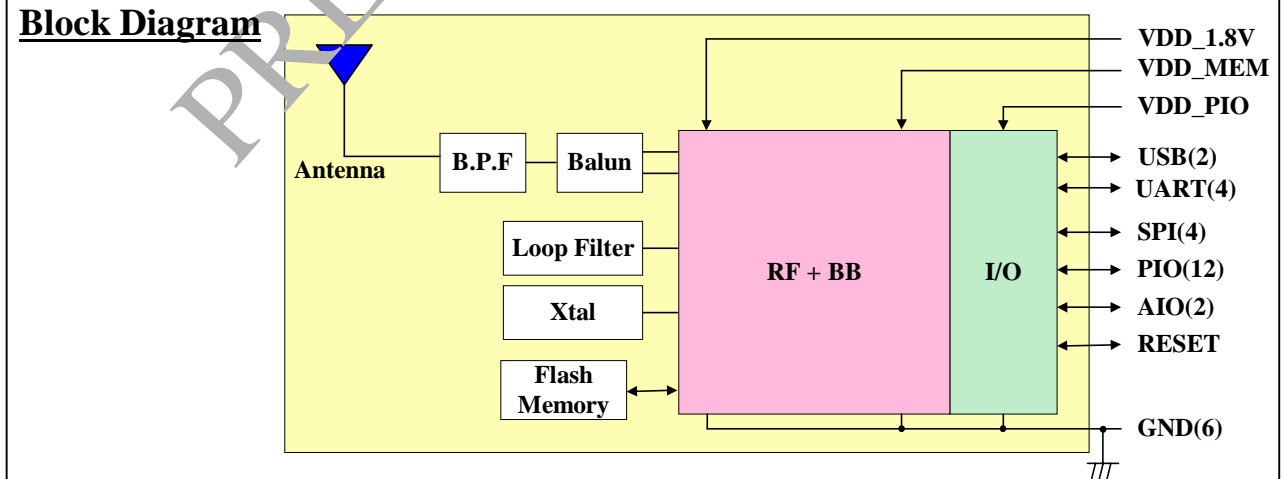 Block Diagram
PRE
VDD_1.8V
VDD_MEM
VDD_PIO
Antenna
B.P.F
Balun
USB(2)
UART(4)
Loop Filter
SPI(4)
RF + BB
I/O
PIO(12)
Xtal
AIO(2)
RESET
Flash
Memory
GND(6)